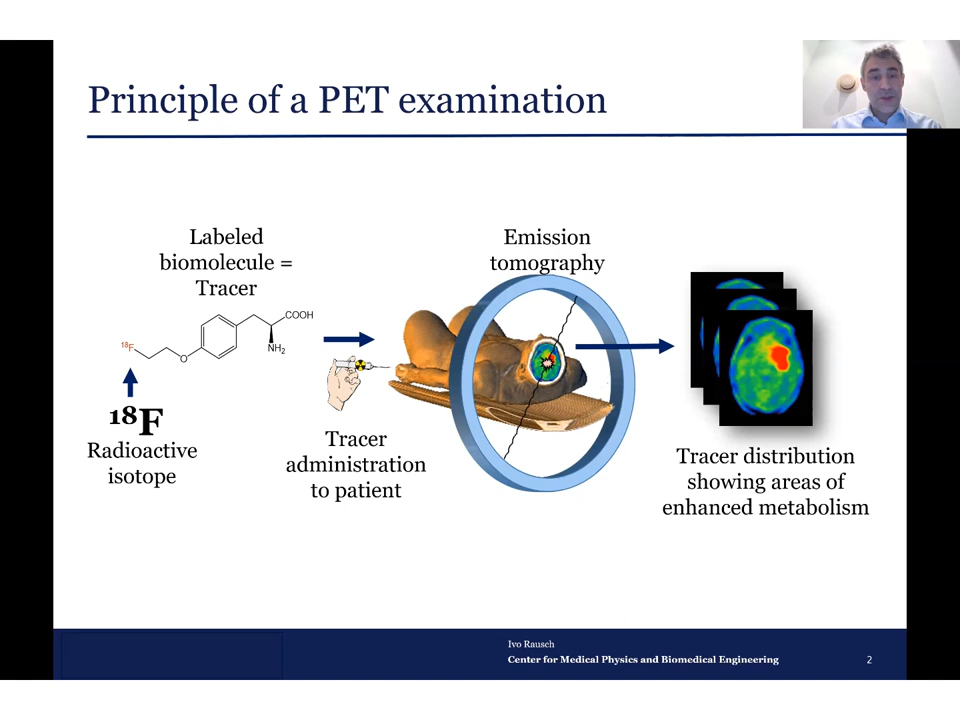 Principle of a PET examination
Labeled
biomolecule =
Tracer
COOH
NH2
18F
O
18F
Radioactive
isotope
Tracer
administration
to patient
Emission
tomography
Tracer distribution
showing areas of
enhanced metabolism
Ivo Rausch
Center for Medical Physics and Biomedical Engineering
2